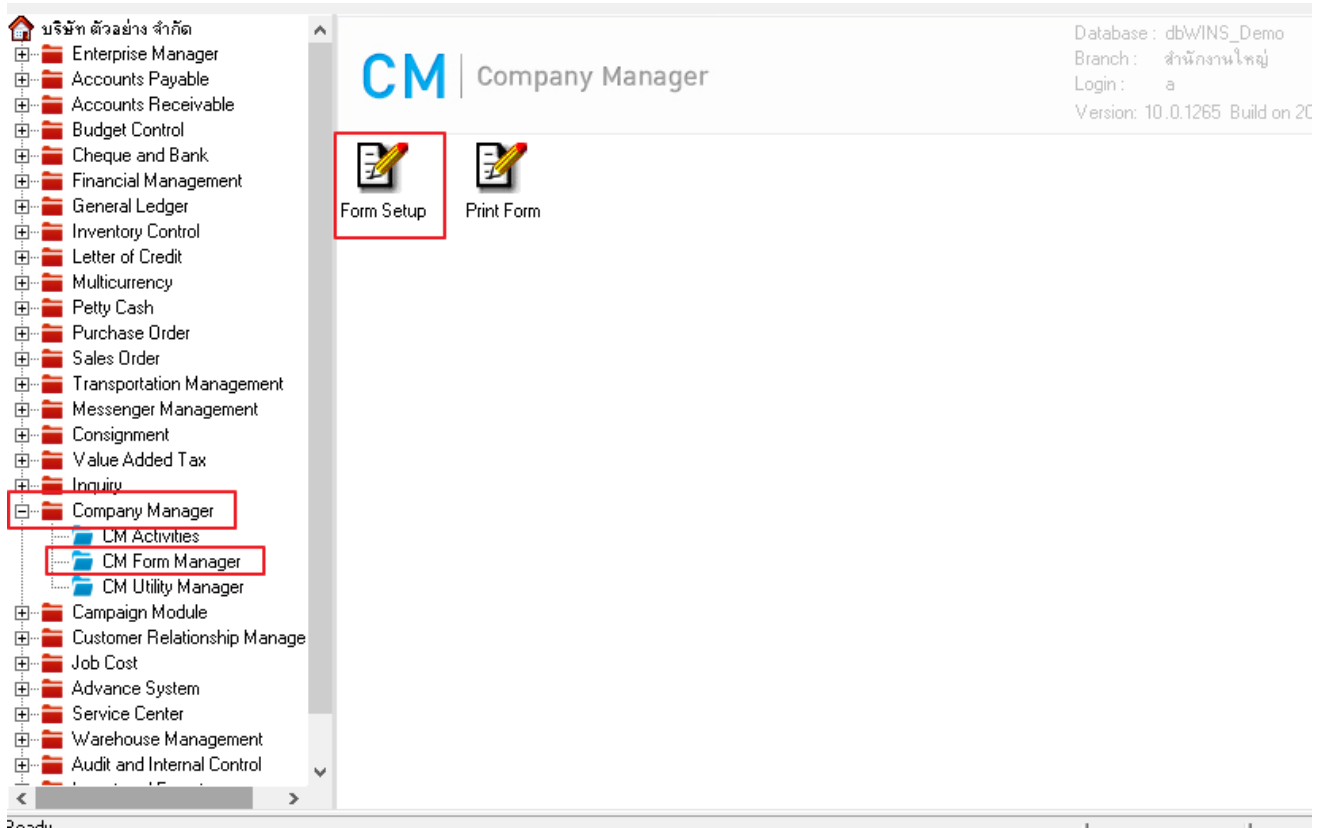 บริษัท ตัวอย่าง จำกัด
Enterprise Manager
Accounts Payable
Accounts Receivable
Budget Control
Cheque and Bank
Financial Management
General Ledger
Inventory Control
Letter of Credit
Multicurrency
Petty Cash
Purchase Order
Sales Order
Transportation Management
Messenger Management
Consignment
Value Added Tax
Inquiry
Company Manager
CM Activities
CM Form Manager
CM Utility Manager
Campaign Module
Customer Relationship Manage
Job Cost
Advance System
Service Center
Warehouse Management
Audit and Internal Control
CM Company Manager
Database : dbWINS_Demo
Branch : สำนักงานใหญ่
Login : a
Version: 10.0.1265 Build on 20
Form Setup
Print Form
Ready